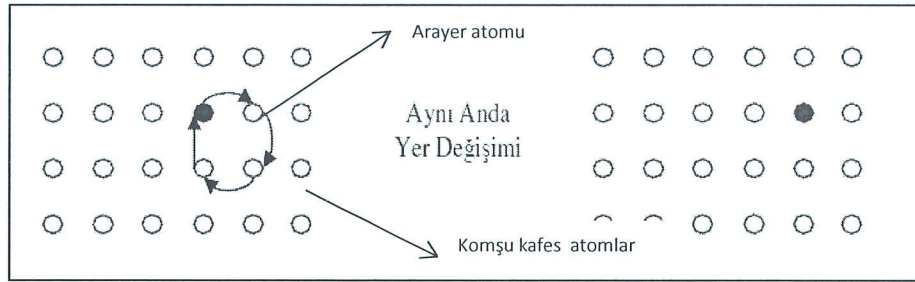 Arayer atomu
Aynı Anda
Yer Değişimi
Komşu kafes atomlar